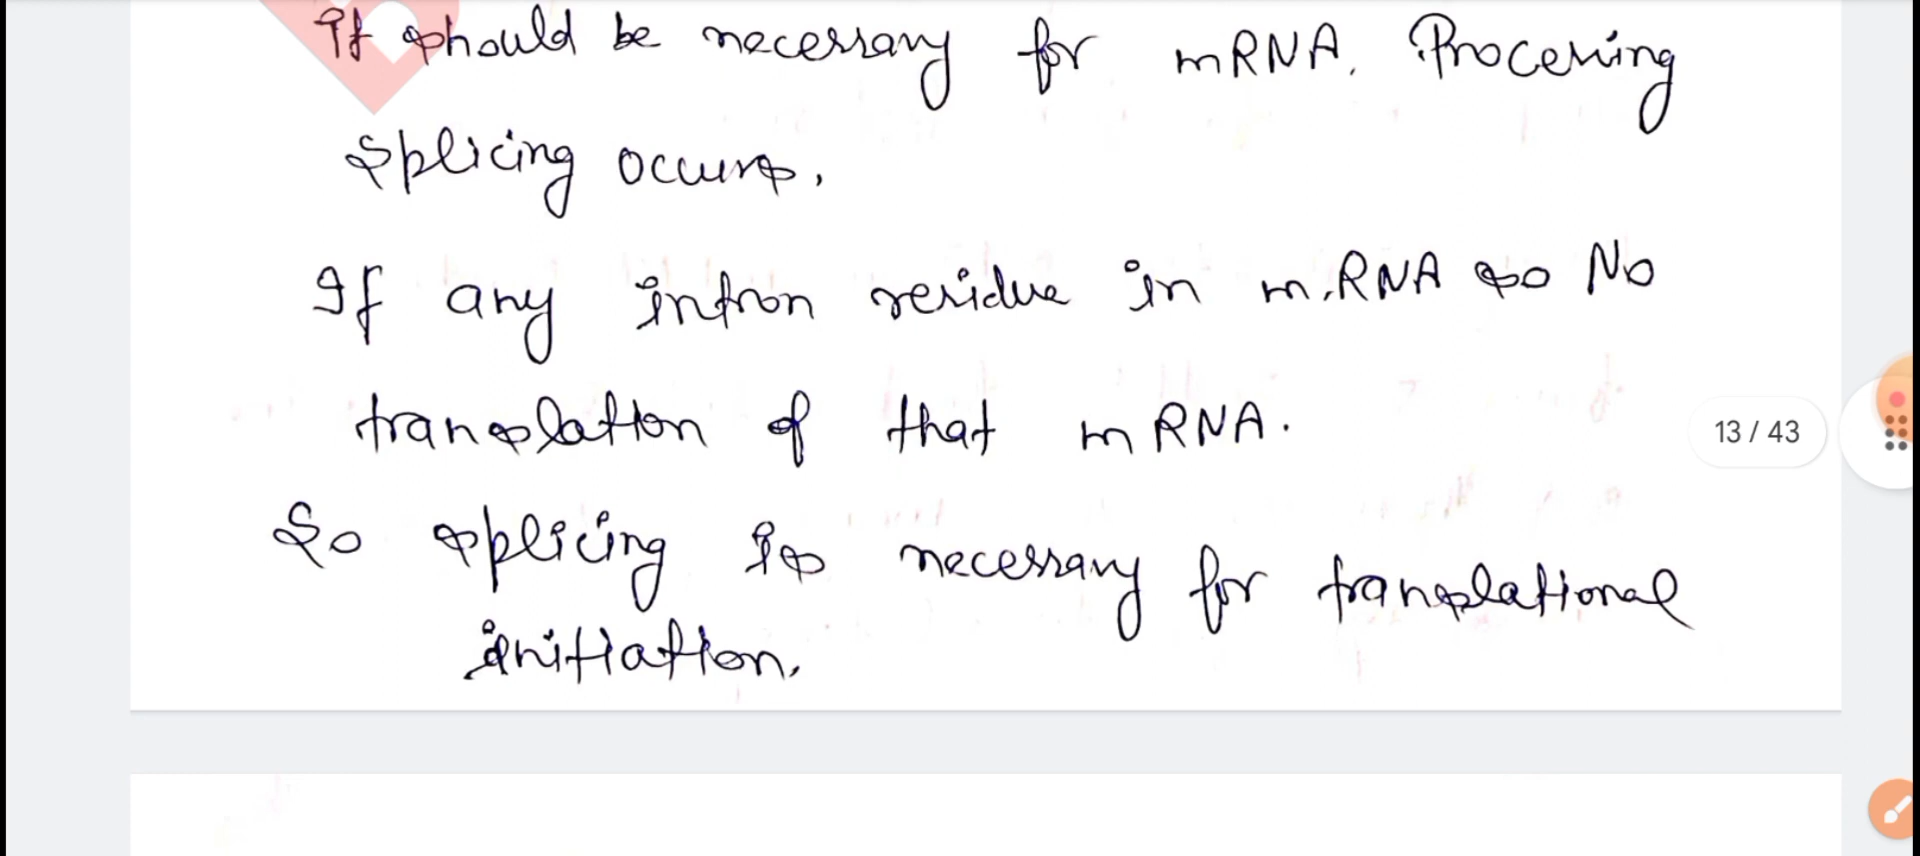 It should be necessary for mRNA. Processing
Splicing occurs.
If any intron residue in m.RNA so No
translation of that mRNA.
13 / 43
So splicing is necessary for translational
initiation.